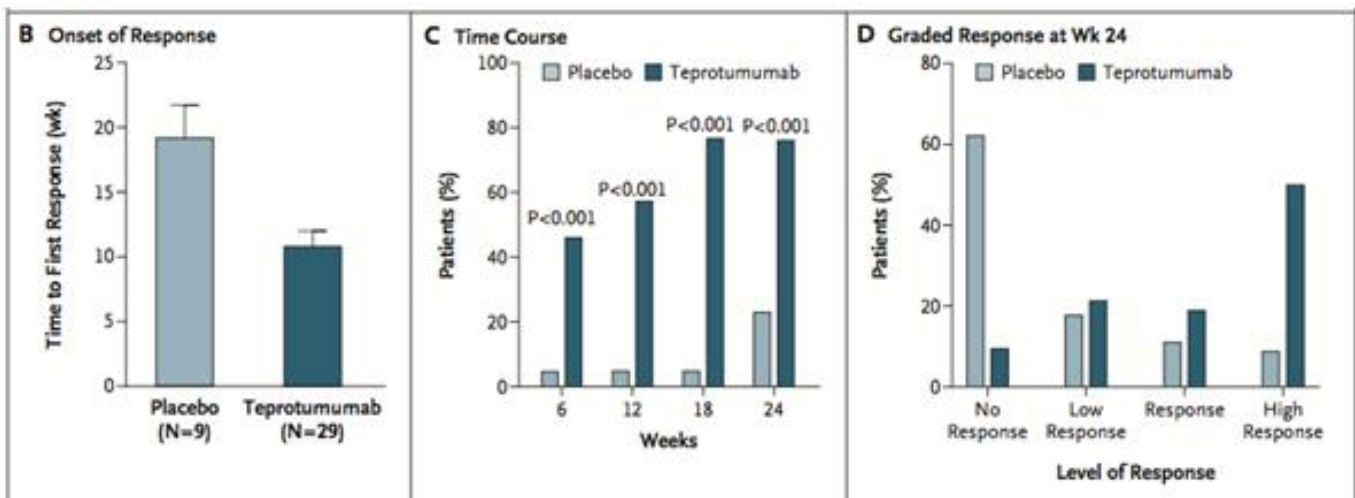 B Onset of Response
25
20
15
10
5
0
Time to First Response (wk)
Placebo
(N=9)
Teprotumumab
(N=29)
C Time Course
Placebo Teprotumumab
100
80
60
40
20
0
Patients (%)
P<0.001
P<0.001
P<0.001 P<0.001
6 12 18 24
Weeks
D Graded Response at Wk 24
Placebo Teprotumumab
80
60
40
20
0
Patients (%)
No
Response
Low
Response
Response
High
Response
Level of Response